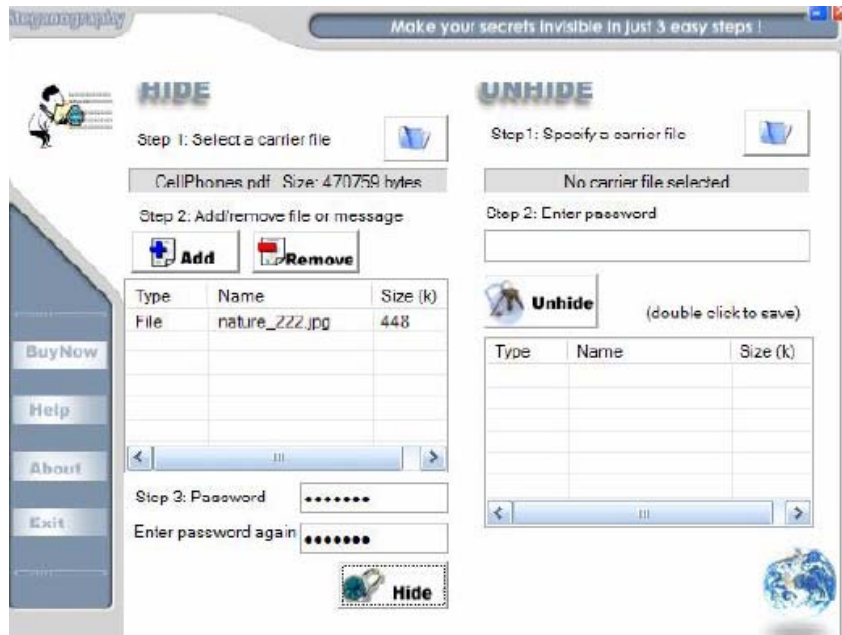 Steganography
Make your secrets invisible in just 3 easy steps !
HIDE
Step 1: Select a carrier file
CellPhones.pdf Size: 470759 bytes
Step 2: Add/remove file or message
Add
Remove
Type Name Size (k)
File nature_222.jpg 448
Step 3: Password
•••••••
Enter password again
•••••••
Hide
UNHIDE
Step1: Specify a carrier file
No carrier file selected
Step 2: Enter password
Unhide
(double click to save)
Type Name Size (k)
BuyNow
Help
About
Exit